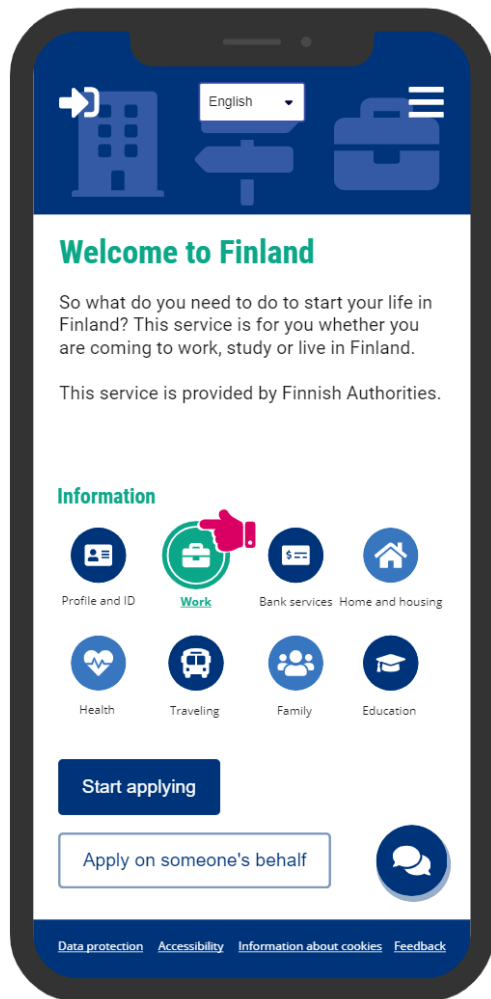 English
Welcome to Finland
So what do you need to do to start your life in
Finland? This service is for you whether you
are coming to work, study or live in Finland.
This service is provided by Finnish Authorities.
Information
Profile and ID
Work
Bank services
Home and housing
Health
Traveling
Family
Education
Start applying
Apply on someone's behalf
Data protection
Accessibility
Information about cookies
Feedback